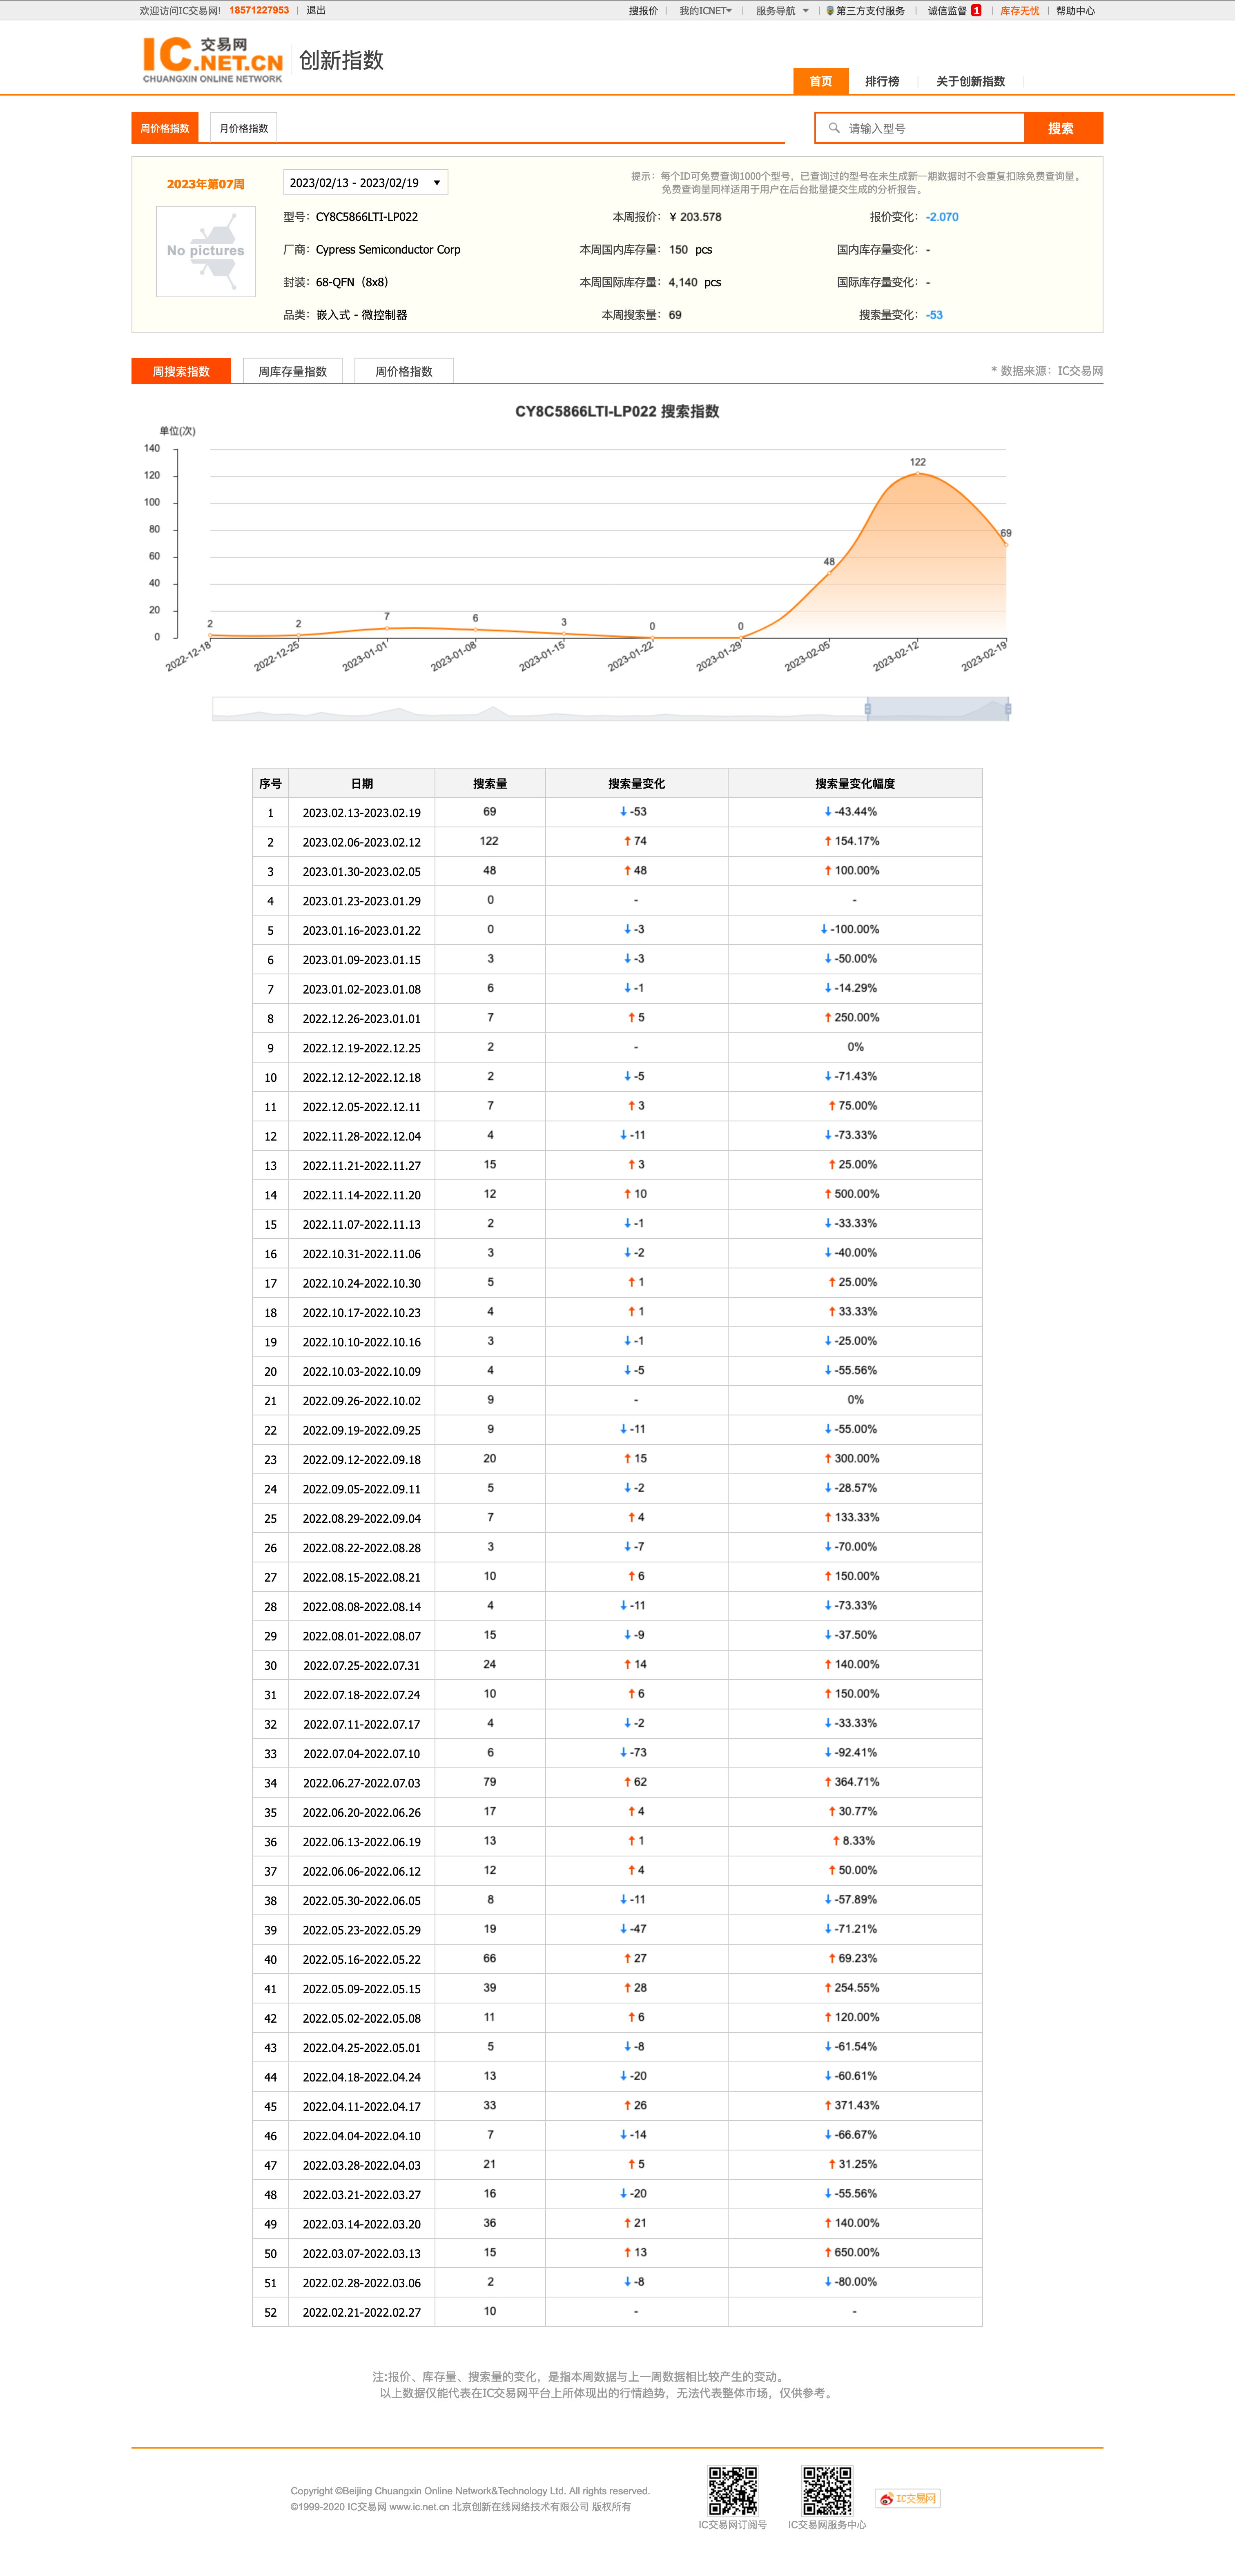 欢迎访问IC交易网! 18571227953 | 退出 搜报价 | 我的ICNET | 服务导航 | 第三方支付服务 | 诚信监督 1 | 库存无忧 | 帮助中心
IC 交易网 .NET.CN
CHUANGXIN ONLINE NETWORK
创新指数
首页 排行榜 关于创新指数
周价格指数 月价格指数 请输入型号 搜索
2023年第07周 2023/02/13 - 2023/02/19
提示：每个ID可免费查询1000个型号，已查询过的型号在未生成新一期数据时不会重复扣除免费查询量。
免费查询量同样适用于用户在后台批量提交生成的分析报告。
No pictures
型号：CY8C5866LTI-LP022 本周报价：¥ 203.578 报价变化：-2.070
厂商：Cypress Semiconductor Corp 本周国内库存量：150 pcs 国内库存量变化：-
封装：68-QFN（8x8） 本周国际库存量：4,140 pcs 国际库存量变化：-
品类：嵌入式 - 微控制器 本周搜索量：69 搜索量变化：-53
周搜索指数 周库存量指数 周价格指数 * 数据来源：IC交易网
CY8C5866LTI-LP022 搜索指数
单位(次)
140
120
100
80
60
40
20
0
2 2 7 6 3 0 0 48 122 69
2022-12-18 2022-12-25 2023-01-01 2023-01-08 2023-01-15 2023-01-22 2023-01-29 2023-02-05 2023-02-12 2023-02-19
序号 日期 搜索量 搜索量变化 搜索量变化幅度
1 2023.02.13-2023.02.19 69 ↓-53 ↓-43.44%
2 2023.02.06-2023.02.12 122 ↑74 ↑154.17%
3 2023.01.30-2023.02.05 48 ↑48 ↑100.00%
4 2023.01.23-2023.01.29 0 - -
5 2023.01.16-2023.01.22 0 ↓-3 ↓-100.00%
6 2023.01.09-2023.01.15 3 ↓-3 ↓-50.00%
7 2023.01.02-2023.01.08 6 ↓-1 ↓-14.29%
8 2022.12.26-2023.01.01 7 ↑5 ↑250.00%
9 2022.12.19-2022.12.25 2 - 0%
10 2022.12.12-2022.12.18 2 ↓-5 ↓-71.43%
11 2022.12.05-2022.12.11 7 ↑3 ↑75.00%
12 2022.11.28-2022.12.04 4 ↓-11 ↓-73.33%
13 2022.11.21-2022.11.27 15 ↑3 ↑25.00%
14 2022.11.14-2022.11.20 12 ↑10 ↑500.00%
15 2022.11.07-2022.11.13 2 ↓-1 ↓-33.33%
16 2022.10.31-2022.11.06 3 ↓-2 ↓-40.00%
17 2022.10.24-2022.10.30 5 ↑1 ↑25.00%
18 2022.10.17-2022.10.23 4 ↑1 ↑33.33%
19 2022.10.10-2022.10.16 3 ↓-1 ↓-25.00%
20 2022.10.03-2022.10.09 4 ↓-5 ↓-55.56%
21 2022.09.26-2022.10.02 9 - 0%
22 2022.09.19-2022.09.25 9 ↓-11 ↓-55.00%
23 2022.09.12-2022.09.18 20 ↑15 ↑300.00%
24 2022.09.05-2022.09.11 5 ↓-2 ↓-28.57%
25 2022.08.29-2022.09.04 7 ↑4 ↑133.33%
26 2022.08.22-2022.08.28 3 ↓-7 ↓-70.00%
27 2022.08.15-2022.08.21 10 ↑6 ↑150.00%
28 2022.08.08-2022.08.14 4 ↓-11 ↓-73.33%
29 2022.08.01-2022.08.07 15 ↓-9 ↓-37.50%
30 2022.07.25-2022.07.31 24 ↑14 ↑140.00%
31 2022.07.18-2022.07.24 10 ↑6 ↑150.00%
32 2022.07.11-2022.07.17 4 ↓-2 ↓-33.33%
33 2022.07.04-2022.07.10 6 ↓-73 ↓-92.41%
34 2022.06.27-2022.07.03 79 ↑62 ↑364.71%
35 2022.06.20-2022.06.26 17 ↑4 ↑30.77%
36 2022.06.13-2022.06.19 13 ↑1 ↑8.33%
37 2022.06.06-2022.06.12 12 ↑4 ↑50.00%
38 2022.05.30-2022.06.05 8 ↓-11 ↓-57.89%
39 2022.05.23-2022.05.29 19 ↓-47 ↓-71.21%
40 2022.05.16-2022.05.22 66 ↑27 ↑69.23%
41 2022.05.09-2022.05.15 39 ↑28 ↑254.55%
42 2022.05.02-2022.05.08 11 ↑6 ↑120.00%
43 2022.04.25-2022.05.01 5 ↓-8 ↓-61.54%
44 2022.04.18-2022.04.24 13 ↓-20 ↓-60.61%
45 2022.04.11-2022.04.17 33 ↑26 ↑371.43%
46 2022.04.04-2022.04.10 7 ↓-14 ↓-66.67%
47 2022.03.28-2022.04.03 21 ↑5 ↑31.25%
48 2022.03.21-2022.03.27 16 ↓-20 ↓-55.56%
49 2022.03.14-2022.03.20 36 ↑21 ↑140.00%
50 2022.03.07-2022.03.13 15 ↑13 ↑650.00%
51 2022.02.28-2022.03.06 2 ↓-8 ↓-80.00%
52 2022.02.21-2022.02.27 10 - -
注:报价、库存量、搜索量的变化，是指本周数据与上一周数据相比较产生的变动。
以上数据仅能代表在IC交易网平台上所体现出的行情趋势，无法代表整体市场，仅供参考。
Copyright ©Beijing Chuangxin Online Network&Technology Ltd. All rights reserved.
©1999-2020 IC交易网 www.ic.net.cn 北京创新在线网络技术有限公司 版权所有
IC交易网订阅号 IC交易网服务中心 IC交易网